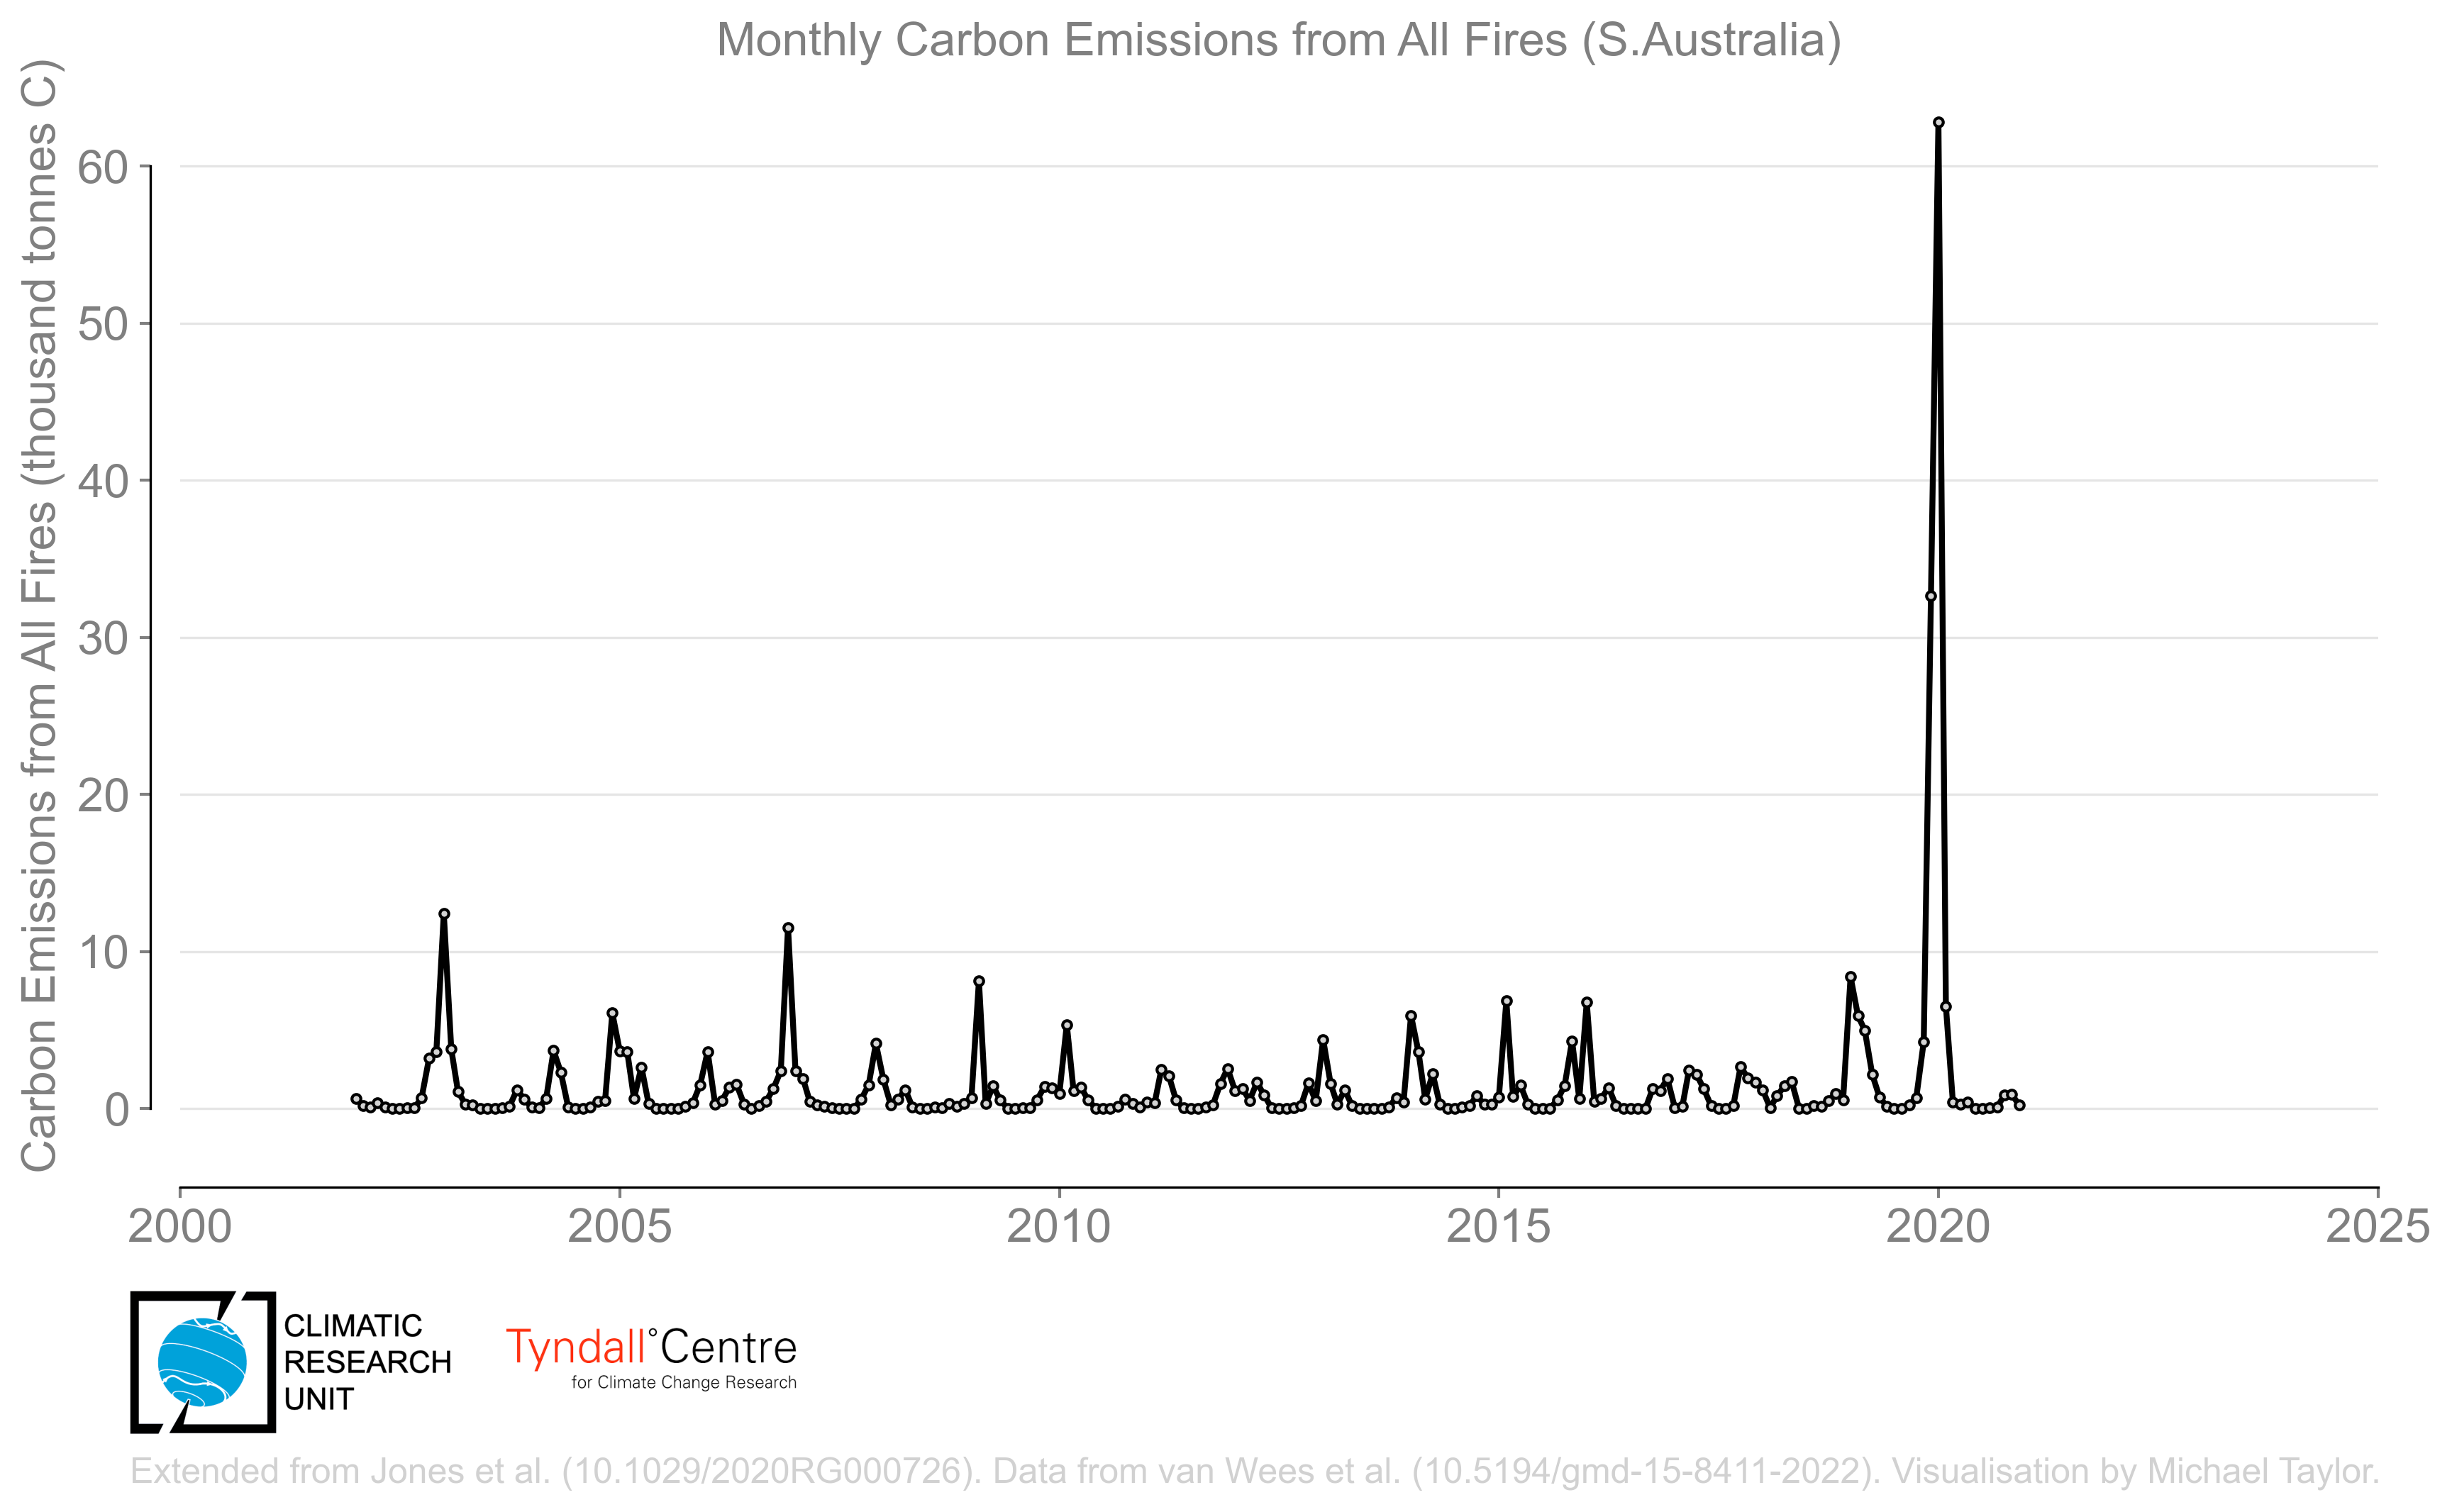 Monthly Carbon Emissions from All Fires (S.Australia)
Carbon Emissions from All Fires (thousand tonnes C)
60
50
40
30
20
10
0
2000 2005 2010 2015 2020 2025
CLIMATIC
RESEARCH
UNIT
Tyndall°Centre
for Climate Change Research
Extended from Jones et al. (10.1029/2020RG000726). Data from van Wees et al. (10.5194/gmd-15-8411-2022). Visualisation by Michael Taylor.